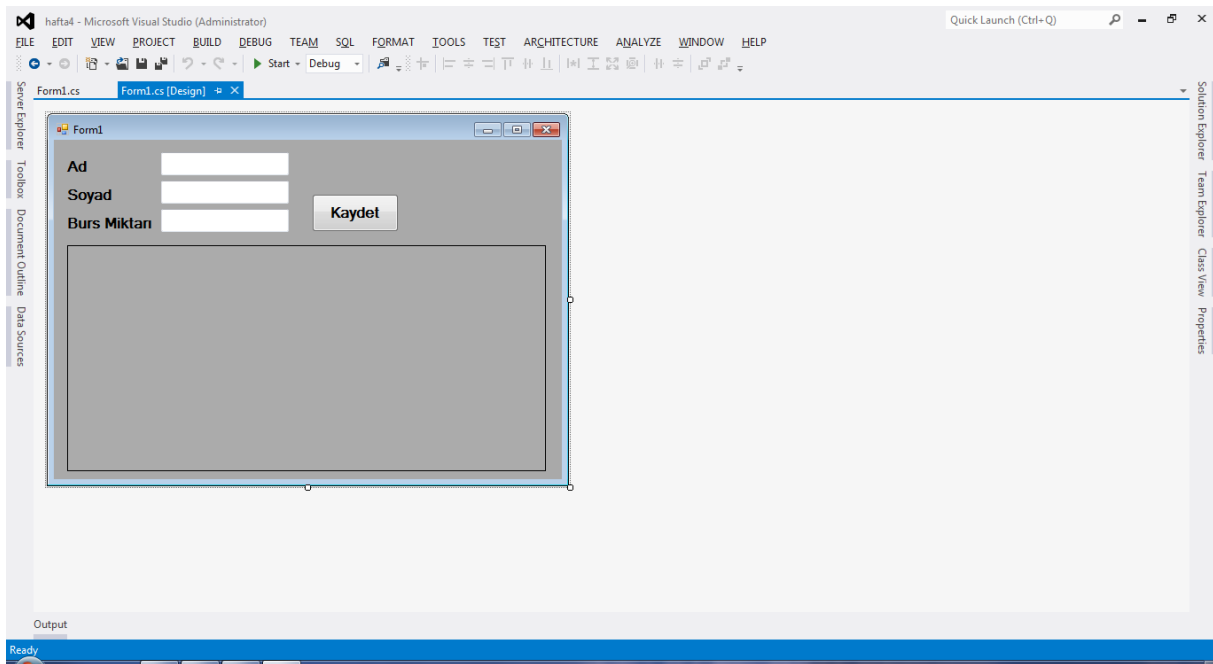 hafta4 - Microsoft Visual Studio (Administrator)
Quick Launch (Ctrl+Q)
FILE EDIT VIEW PROJECT BUILD DEBUG TEAM SQL FORMAT TOOLS TEST ARCHITECTURE ANALYZE WINDOW HELP
Start Debug
Form1.cs Form1.cs [Design]
Server Explorer
Toolbox
Document Outline
Data Sources
Form1
Ad
Soyad
Burs Miktarı
Kaydet
Solution Explorer
Team Explorer
Class View
Properties
Output
Ready